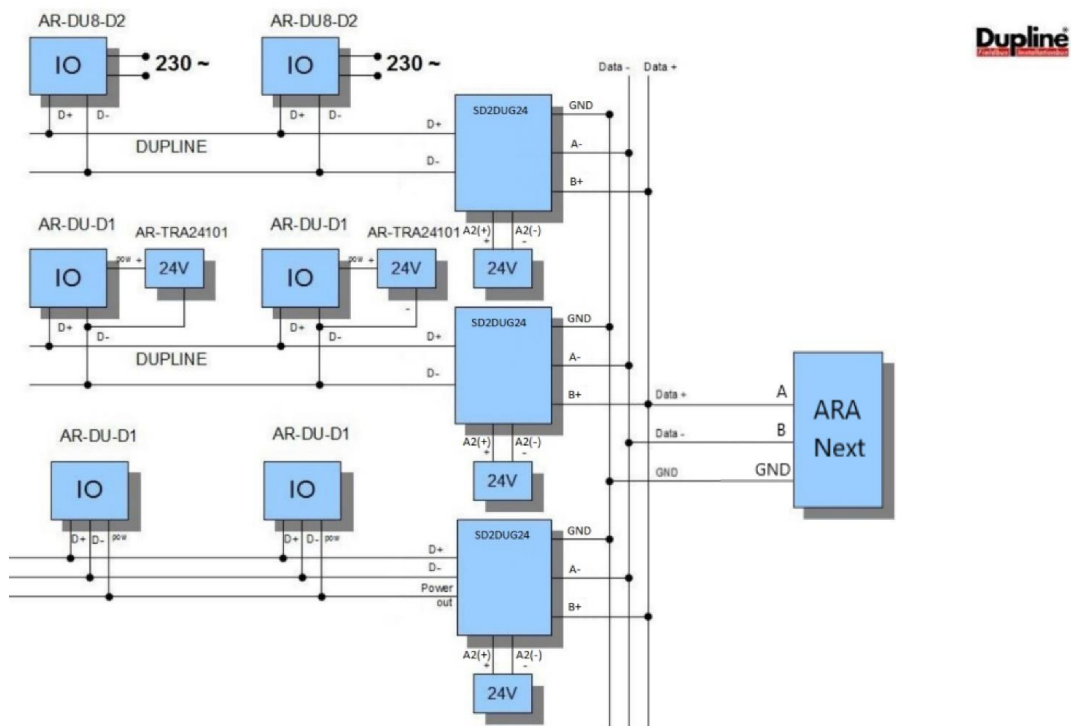 AR-DU8-D2
AR-DU8-D2
Dupline®
Fieldbus Installationbus
IO
230 ~
IO
230 ~
Data -
Data +
D+
D-
D+
D-
SD2DUG24
GND
D+
DUPLINE
A-
D-
B+
AR-DU-D1
AR-TRA24101
AR-DU-D1
AR-TRA24101
A2(+)
A2(-)
+
-
IO
pow +
24V
IO
pow +
24V
24V
-
D+
D-
D+
D-
SD2DUG24
GND
D+
DUPLINE
A-
D-
B+
Data +
A
ARA
Next
Data -
B
GND
GND
AR-DU-D1
AR-DU-D1
A2(+)
A2(-)
+
-
IO
IO
24V
D+
D-
pow
D+
D-
pow
SD2DUG24
GND
D+
D-
A-
Power
out
B+
A2(+)
A2(-)
+
-
24V